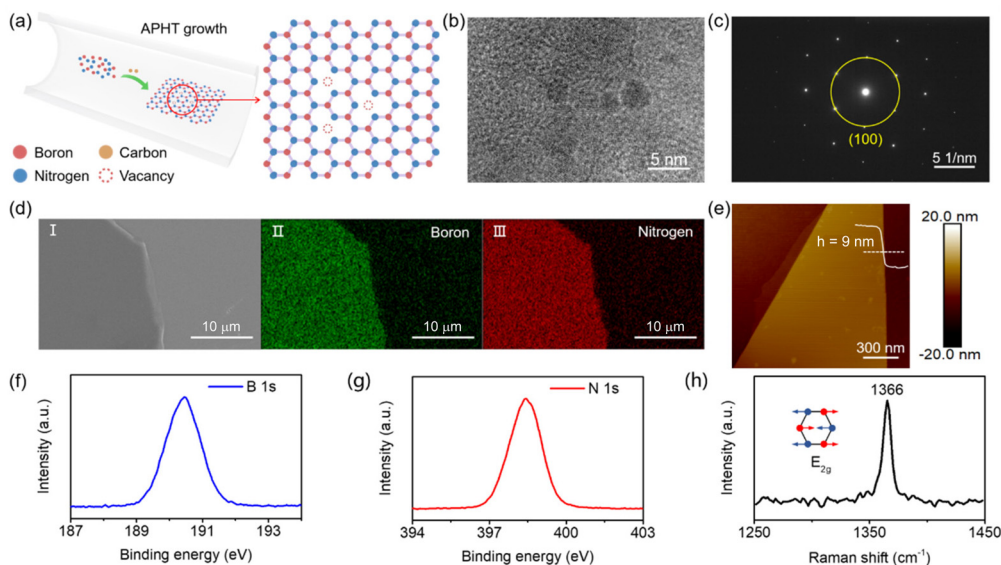 (a)
APHT growth
Boron
Carbon
Nitrogen
Vacancy
(b)
5 nm
(c)
(100)
5 1/nm
(d)
I
10 μm
II
Boron
10 μm
III
Nitrogen
10 μm
(e)
h = 9 nm
300 nm
20.0 nm
-20.0 nm
(f)
B 1s
Intensity (a.u.)
187 189 191 193
Binding energy (eV)
(g)
N 1s
Intensity (a.u.)
394 397 400 403
Binding energy (eV)
(h)
1366
E2g
Intensity (a.u.)
1250 1350 1450
Raman shift (cm⁻¹)